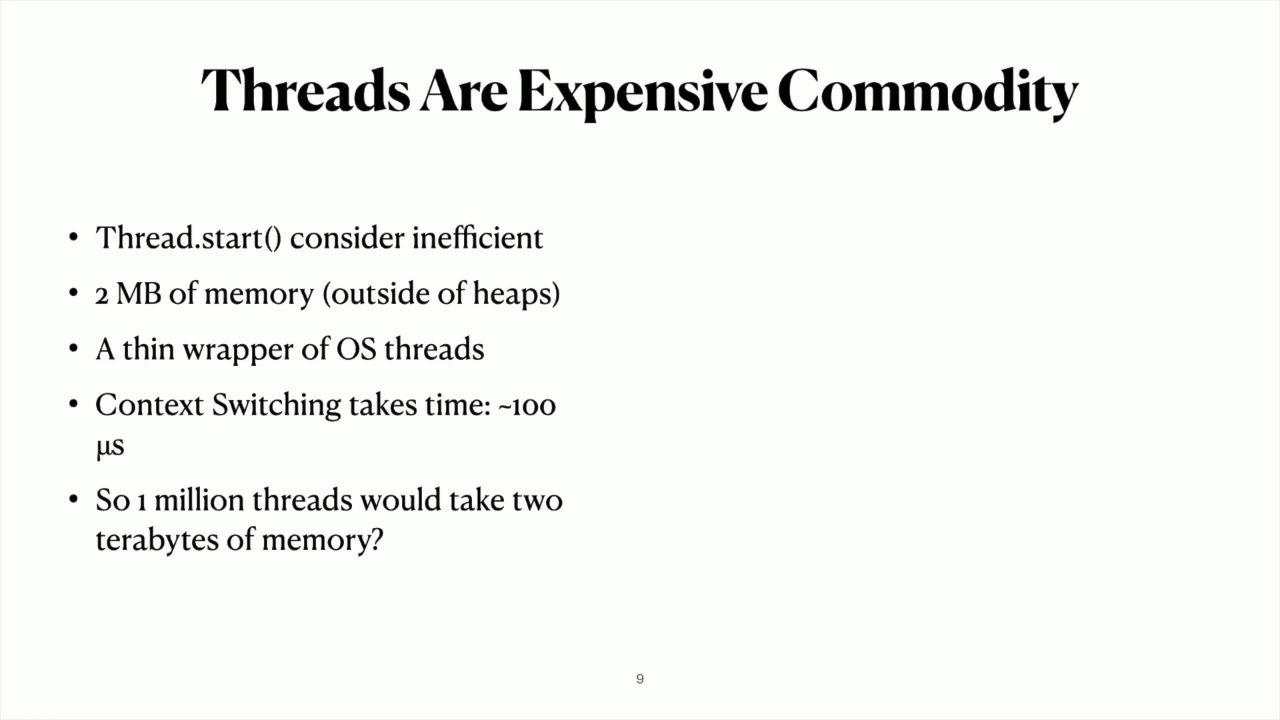 Threads Are Expensive Commodity
• Thread.start() consider inefficient
• 2 MB of memory (outside of heaps)
• A thin wrapper of OS threads
• Context Switching takes time: ~100
µs
• So 1 million threads would take two
terabytes of memory?
9